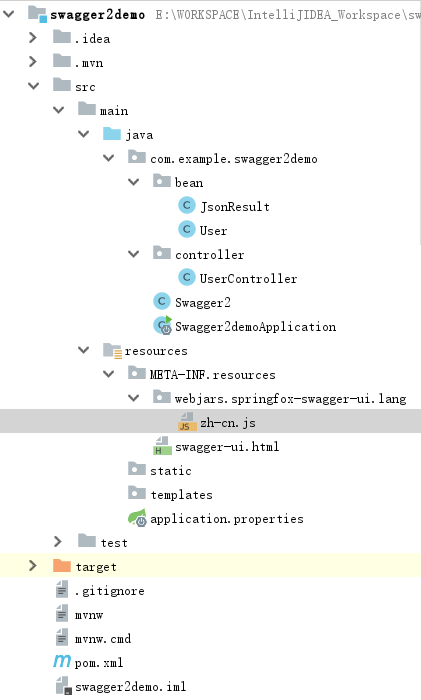 swagger2demo E:\WORKSPACE\IntelliJIDEA_Workspace\sw
.idea
.mvn
src
main
java
com.example.swagger2demo
bean
C JsonResult
C User
controller
C UserController
C Swagger2
C Swagger2demoApplication
resources
META-INF.resources
webjars.springfox-swagger-ui.lang
JS zh-cn.js
H swagger-ui.html
static
templates
application.properties
test
target
.gitignore
mvnw
mvnw.cmd
m pom.xml
swagger2demo.iml